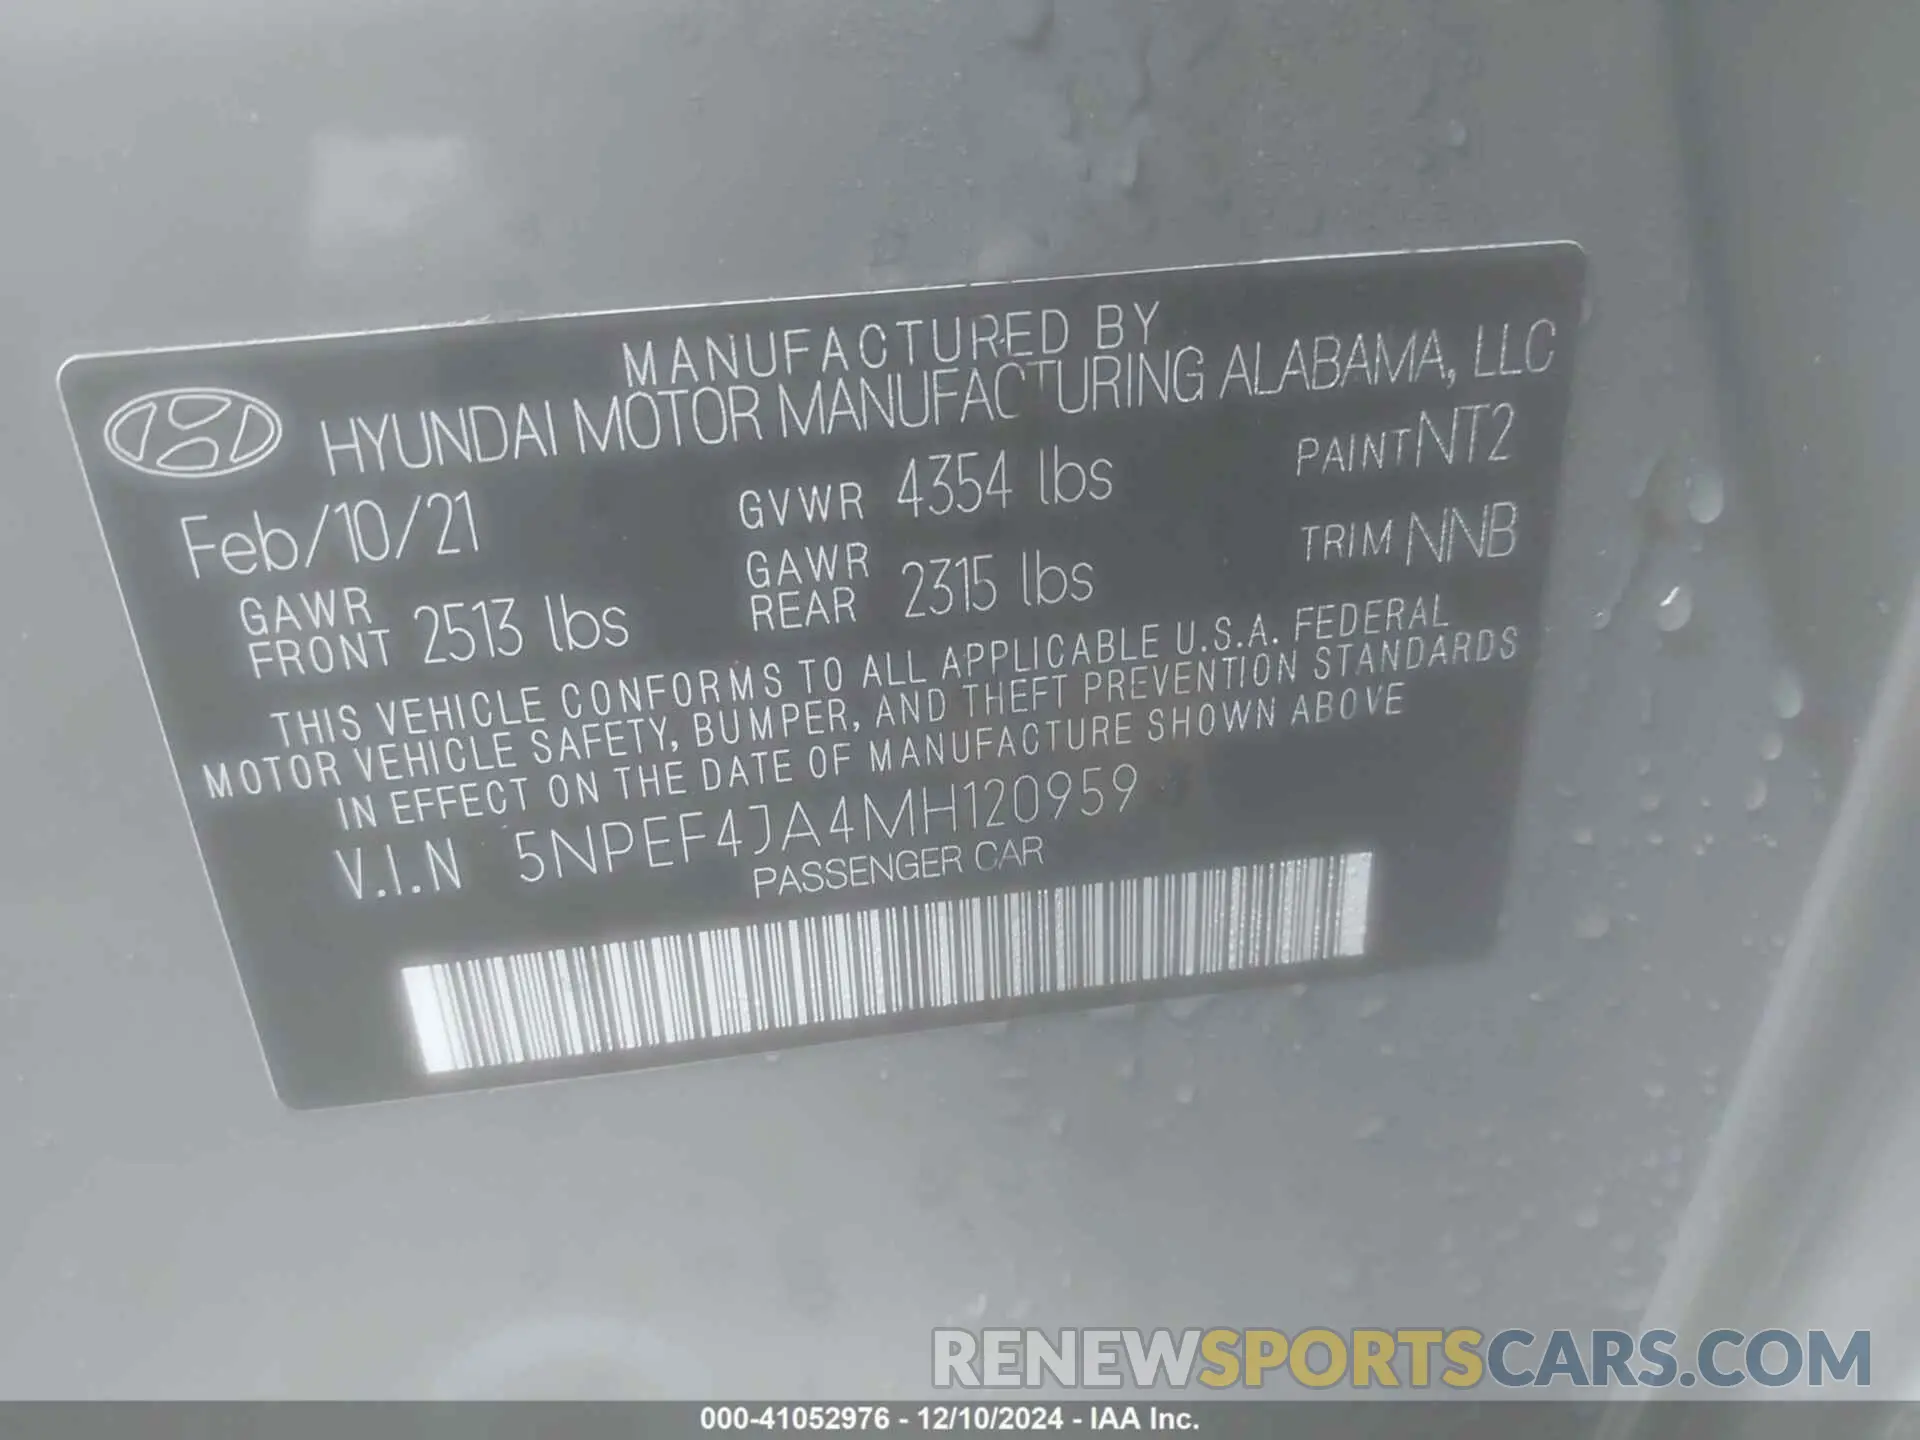 MANUFACTURED BY
HYUNDAI MOTOR MANUFACTURING ALABAMA, LLC
Feb/10/21 GVWR 4354 lbs PAINT NT2
GAWR FRONT 2513 lbs GAWR REAR 2315 lbs TRIM NNB
THIS VEHICLE CONFORMS TO ALL APPLICABLE U.S.A. FEDERAL
MOTOR VEHICLE SAFETY, BUMPER, AND THEFT PREVENTION STANDARDS
IN EFFECT ON THE DATE OF MANUFACTURE SHOWN ABOVE
V.I.N 5NPEF4JA4MH120959
PASSENGER CAR
RENEWSPORTSCARS.COM
000-41052976 - 12/10/2024 - IAA Inc.